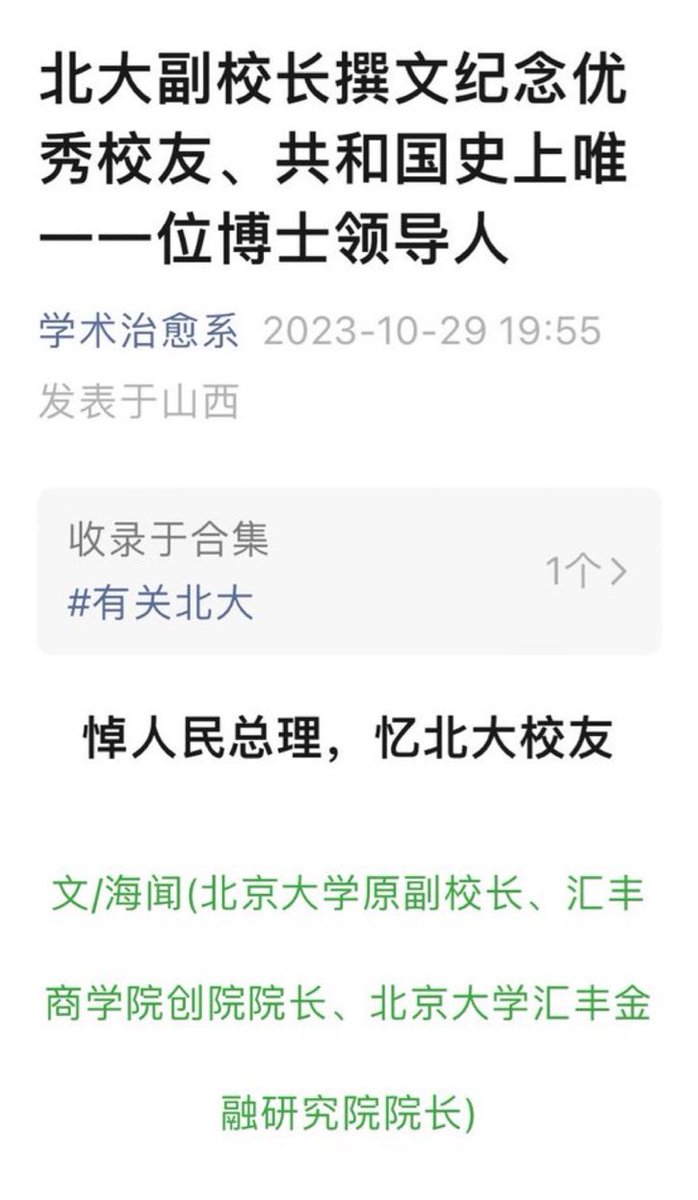 北大副校长撰文纪念优
秀校友、共和国史上唯
一一位博士领导人
学术治愈系 2023-10-29 19:55
发表于山西
收录于合集
#有关北大
1个
悼人民总理，忆北大校友
文/海闻(北京大学原副校长、汇丰
商学院创院院长、北京大学汇丰金
融研究院院长)